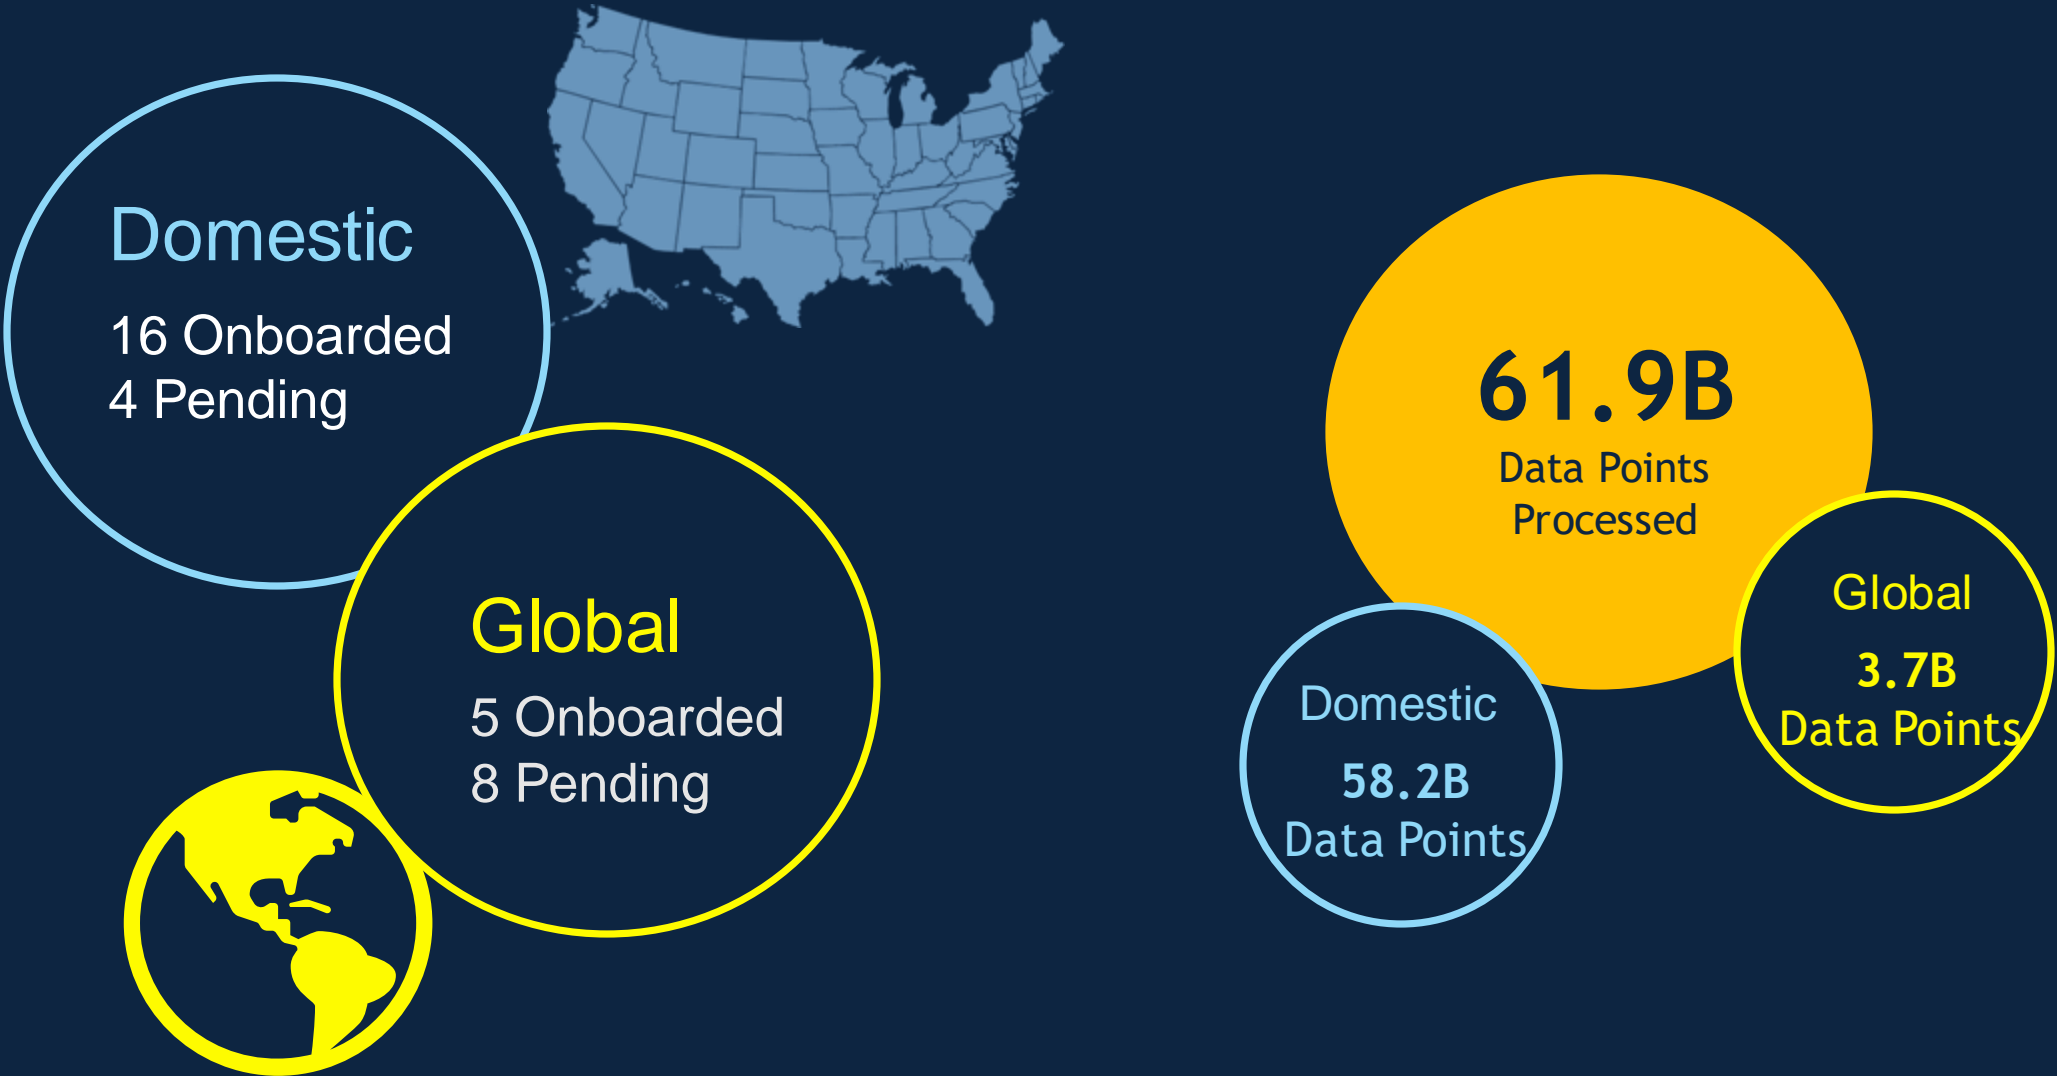 Domestic
16 Onboarded
4 Pending
Global
5 Onboarded
8 Pending
61.9B
Data Points
Processed
Global
3.7B
Data Points
Domestic
58.2B
Data Points